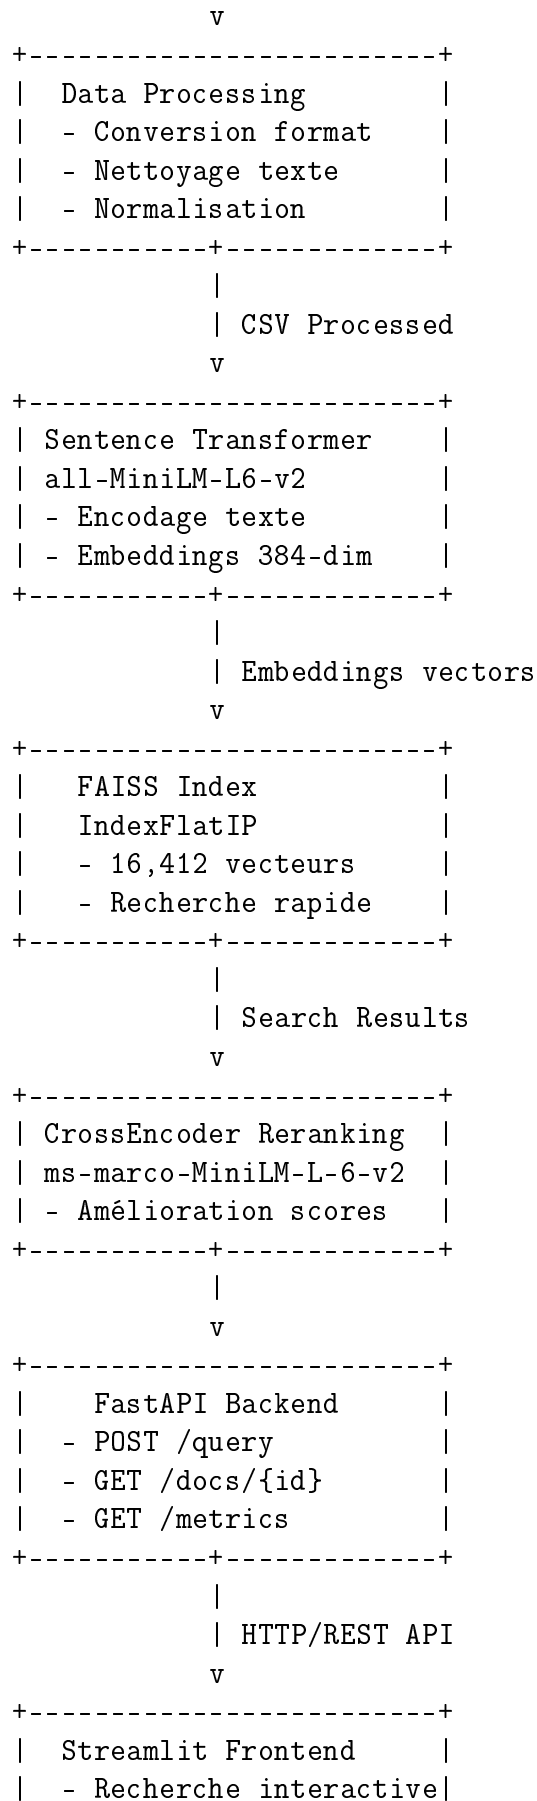 v
+-------------------------+
|  Data Processing        |
|  - Conversion format    |
|  - Nettoyage texte      |
|  - Normalisation        |
+-----------+-------------+
            |
            | CSV Processed
            v
+-------------------------+
| Sentence Transformer    |
| all-MiniLM-L6-v2        |
| - Encodage texte        |
| - Embeddings 384-dim    |
+-----------+-------------+
            |
            | Embeddings vectors
            v
+-------------------------+
|   FAISS Index           |
|   IndexFlatIP           |
|   - 16,412 vecteurs     |
|   - Recherche rapide    |
+-----------+-------------+
            |
            | Search Results
            v
+-------------------------+
| CrossEncoder Reranking  |
| ms-marco-MiniLM-L-6-v2  |
| - Amélioration scores   |
+-----------+-------------+
            |
            v
+-------------------------+
|    FastAPI Backend      |
|  - POST /query          |
|  - GET /docs/{id}       |
|  - GET /metrics         |
+-----------+-------------+
            |
            | HTTP/REST API
            v
+-------------------------+
|  Streamlit Frontend     |
|  - Recherche interactive|